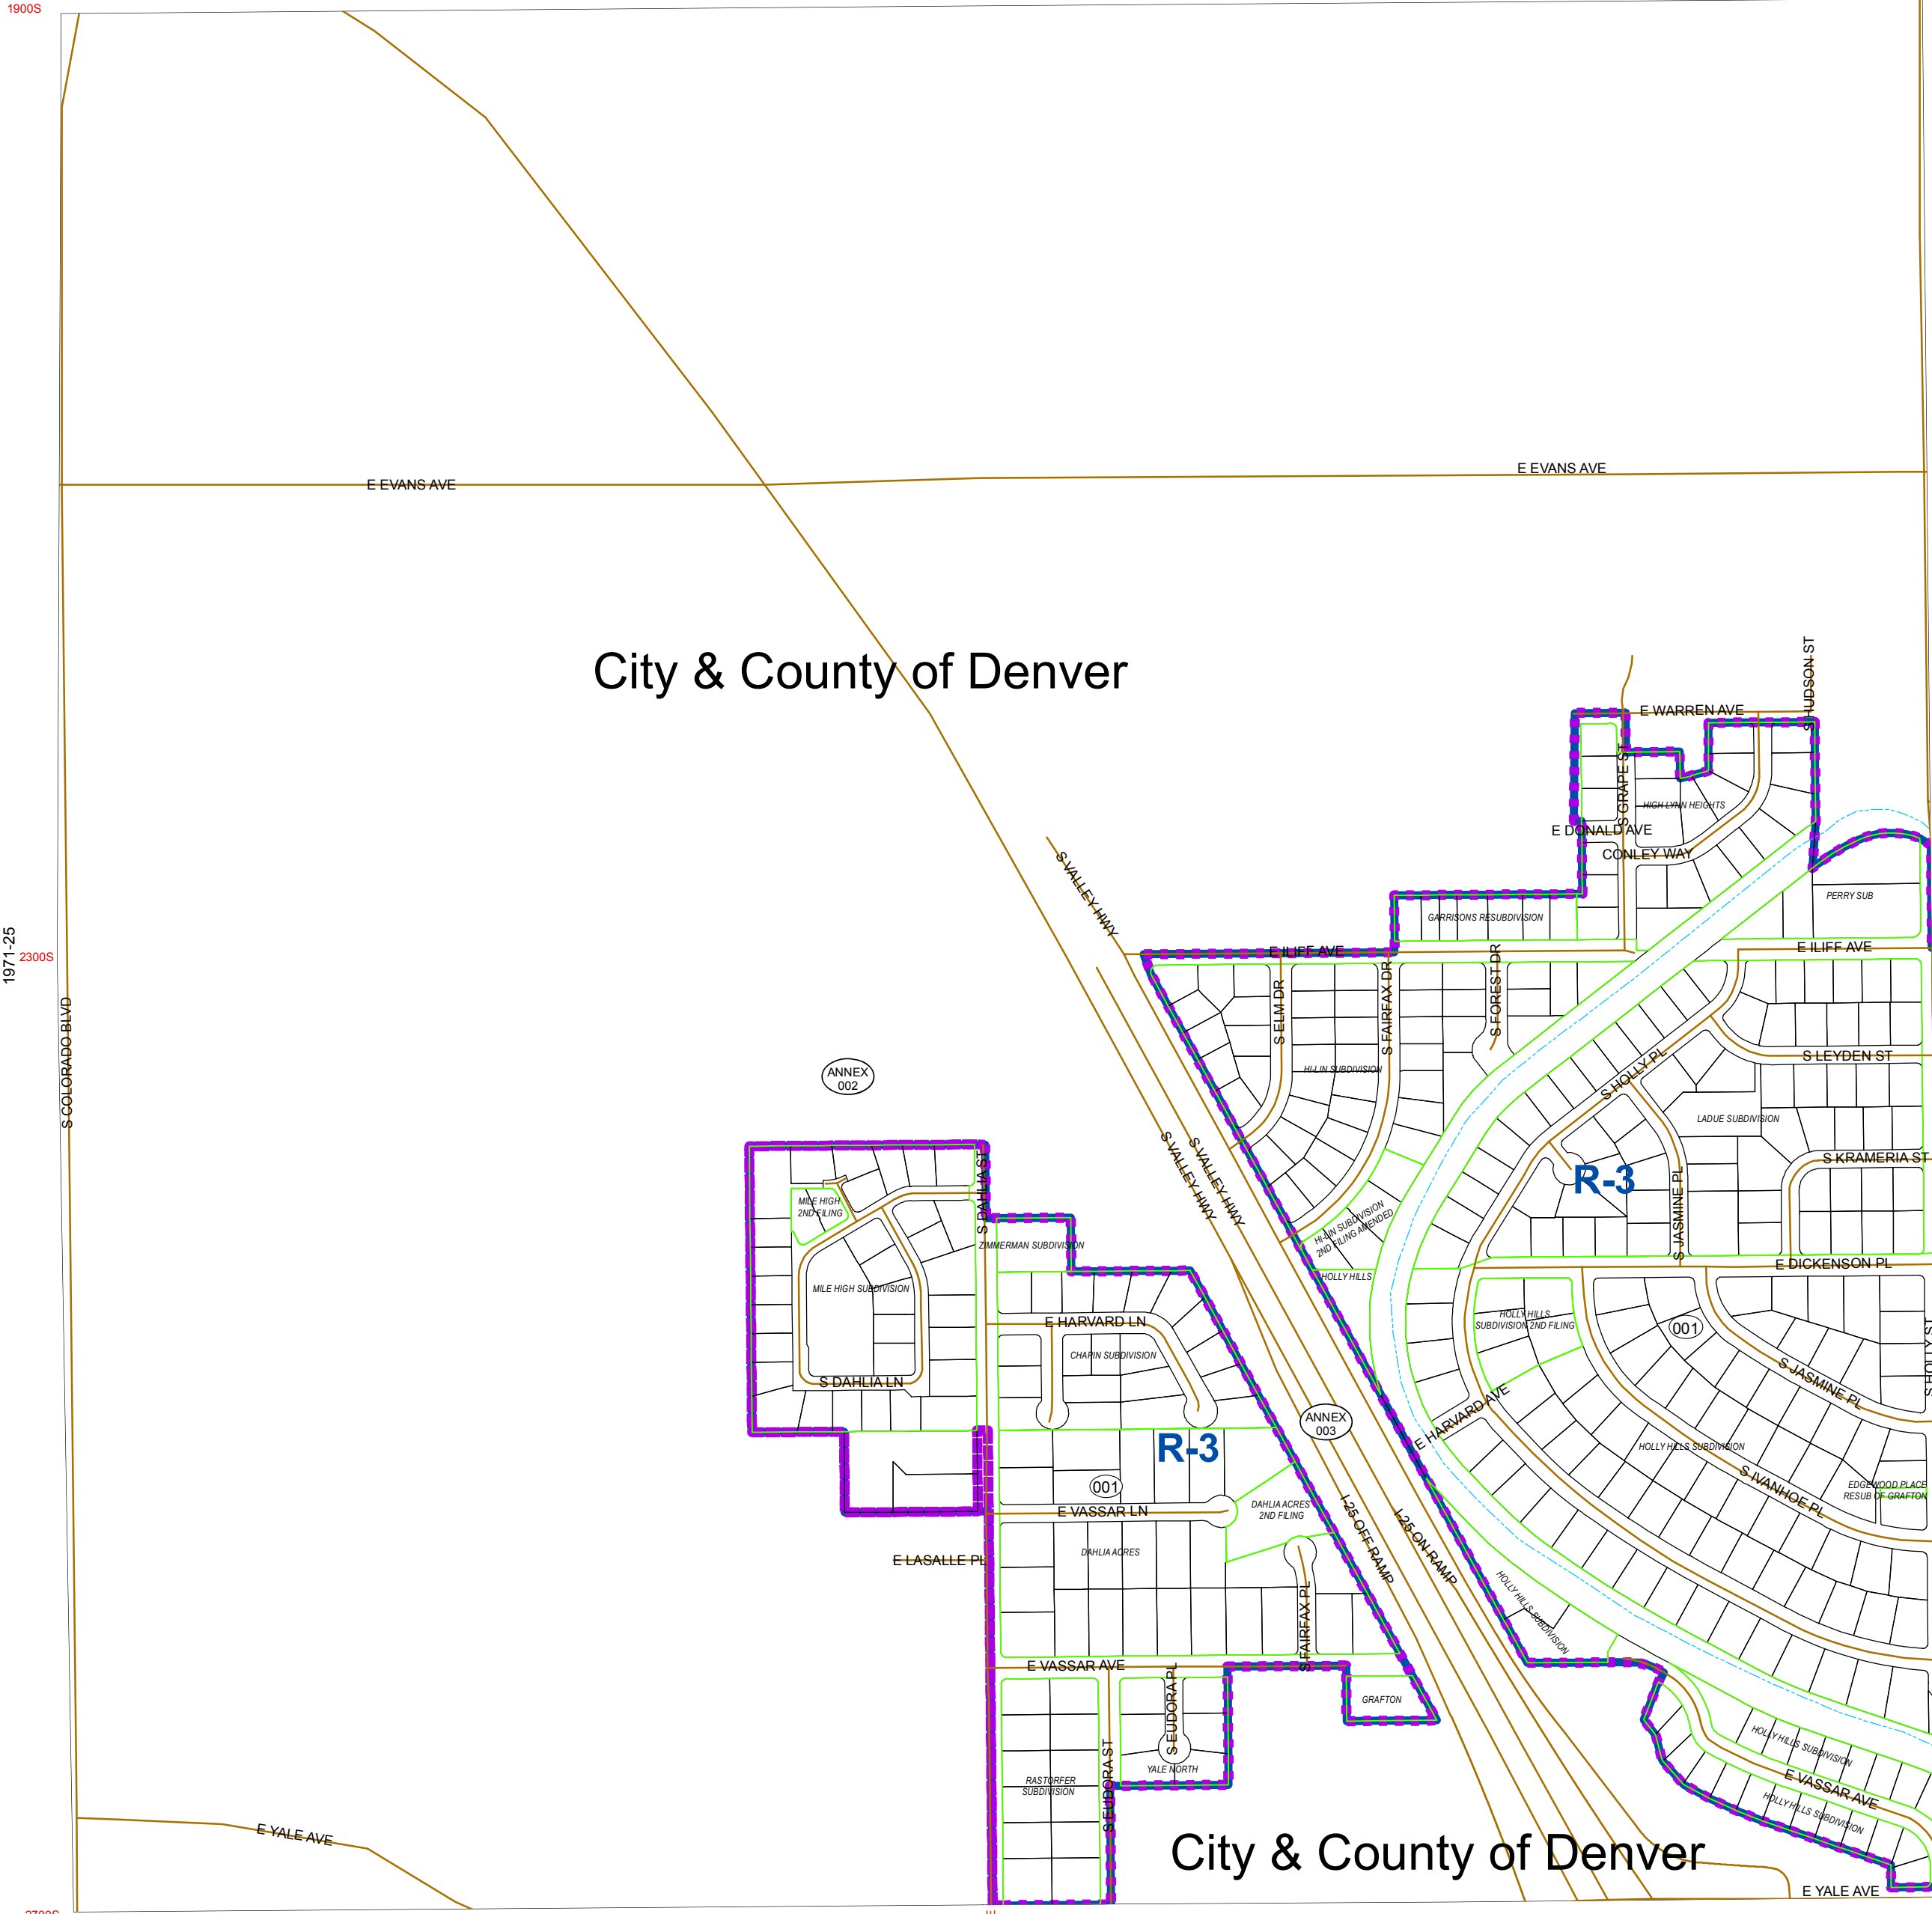 1900S
E EVANS AVE
E EVANS AVE
City & County of Denver
S HUDSON ST
E WARREN AVE
S GRAPE ST
HIGH LYNN HEIGHTS
E DONALD AVE
CONLEY WAY
S VALLEY HWY
PERRY SUB
GARRISONS RESUBDIVISION
1971-25
2300S
E ILIFF AVE
E ILIFF AVE
S COLORADO BLVD
S ELM DR
S FAIRFAX DR
S FOREST DR
S LEYDEN ST
HI-LIN SUBDIVISION
S HOLLY PL
ANNEX
002
LADUE SUBDIVISION
S KRAMERIA ST
S VALLEY HWY
S VALLEY HWY
S DAHLIA ST
R-3
S JASMINE PL
MILE HIGH
2ND FILING
HI-LIN SUBDIVISION
2ND FILING AMENDED
ZIMMERMAN SUBDIVISION
E DICKENSON PL
HOLLY HILLS
MILE HIGH SUBDIVISION
E HARVARD LN
HOLLY HILLS
SUBDIVISION 2ND FILING
001
CHAPIN SUBDIVISION
S HOLLY ST
S DAHLIA LN
S JASMINE PL
E HARVARD AVE
ANNEX
003
R-3
HOLLY HILLS SUBDIVISION
S IVANHOE PL
001
EDGEWOOD PLACE
RESUB OF GRAFTON
DAHLIA ACRES
2ND FILING
E VASSAR LN
I-25 OFF RAMP
I-25 ON RAMP
DAHLIA ACRES
E LASALLE PL
S FAIRFAX PL
HOLLY HILLS SUBDIVISION
E VASSAR AVE
S EUDORA PL
GRAFTON
HOLLY HILLS SUBDIVISION
YALE NORTH
RASTORFER
SUBDIVISION
S EUDORA ST
E VASSAR AVE
HOLLY HILLS SUBDIVISION
E YALE AVE
City & County of Denver
E YALE AVE